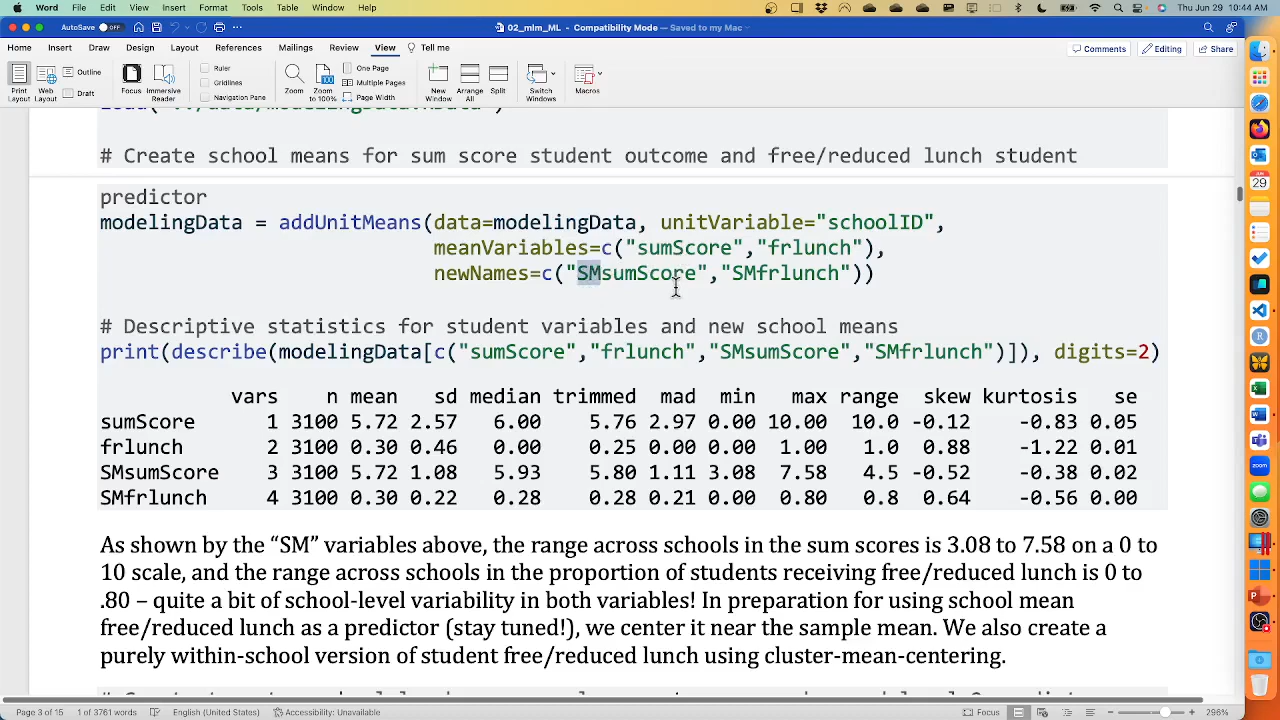 Word File Edit View Insert Format Tools Table Window Help
Thu Jun 29 10:44 AM
AutoSave OFF
02_mlm_ML - Compatibility Mode — Saved to my Mac
Home Insert Draw Design Layout References Mailings Review View Tell me
Comments Editing Share
Print Layout
Web Layout
Outline
Draft
Focus
Immersive Reader
Ruler
Gridlines
Navigation Pane
Zoom
Zoom to 100%
One Page
Multiple Pages
Page Width
New Window
Arrange All
Split
Switch Windows
Macros
# Create school means for sum score student outcome and free/reduced lunch student
predictor
modelingData = addUnitMeans(data=modelingData, unitVariable="schoolID",
meanVariables=c("sumScore","frlunch"),
newNames=c("SMsumScore","SMfrlunch"))
# Descriptive statistics for student variables and new school means
print(describe(modelingData[c("sumScore","frlunch","SMsumScore","SMfrlunch")]), digits=2)
vars n mean sd median trimmed mad min max range skew kurtosis se
sumScore 1 3100 5.72 2.57 6.00 5.76 2.97 0.00 10.00 10.0 -0.12 -0.83 0.05
frlunch 2 3100 0.30 0.46 0.00 0.25 0.00 0.00 1.00 1.0 0.88 -1.22 0.01
SMsumScore 3 3100 5.72 1.08 5.93 5.80 1.11 3.08 7.58 4.5 -0.52 -0.38 0.02
SMfrlunch 4 3100 0.30 0.22 0.28 0.28 0.21 0.00 0.80 0.8 0.64 -0.56 0.00
As shown by the “SM” variables above, the range across schools in the sum scores is 3.08 to 7.58 on a 0 to
10 scale, and the range across schools in the proportion of students receiving free/reduced lunch is 0 to
.80 – quite a bit of school-level variability in both variables! In preparation for using school mean
free/reduced lunch as a predictor (stay tuned!), we center it near the sample mean. We also create a
purely within-school version of student free/reduced lunch using cluster-mean-centering.
Page 3 of 15 1 of 3761 words English (United States) Accessibility: Unavailable
Focus 296%